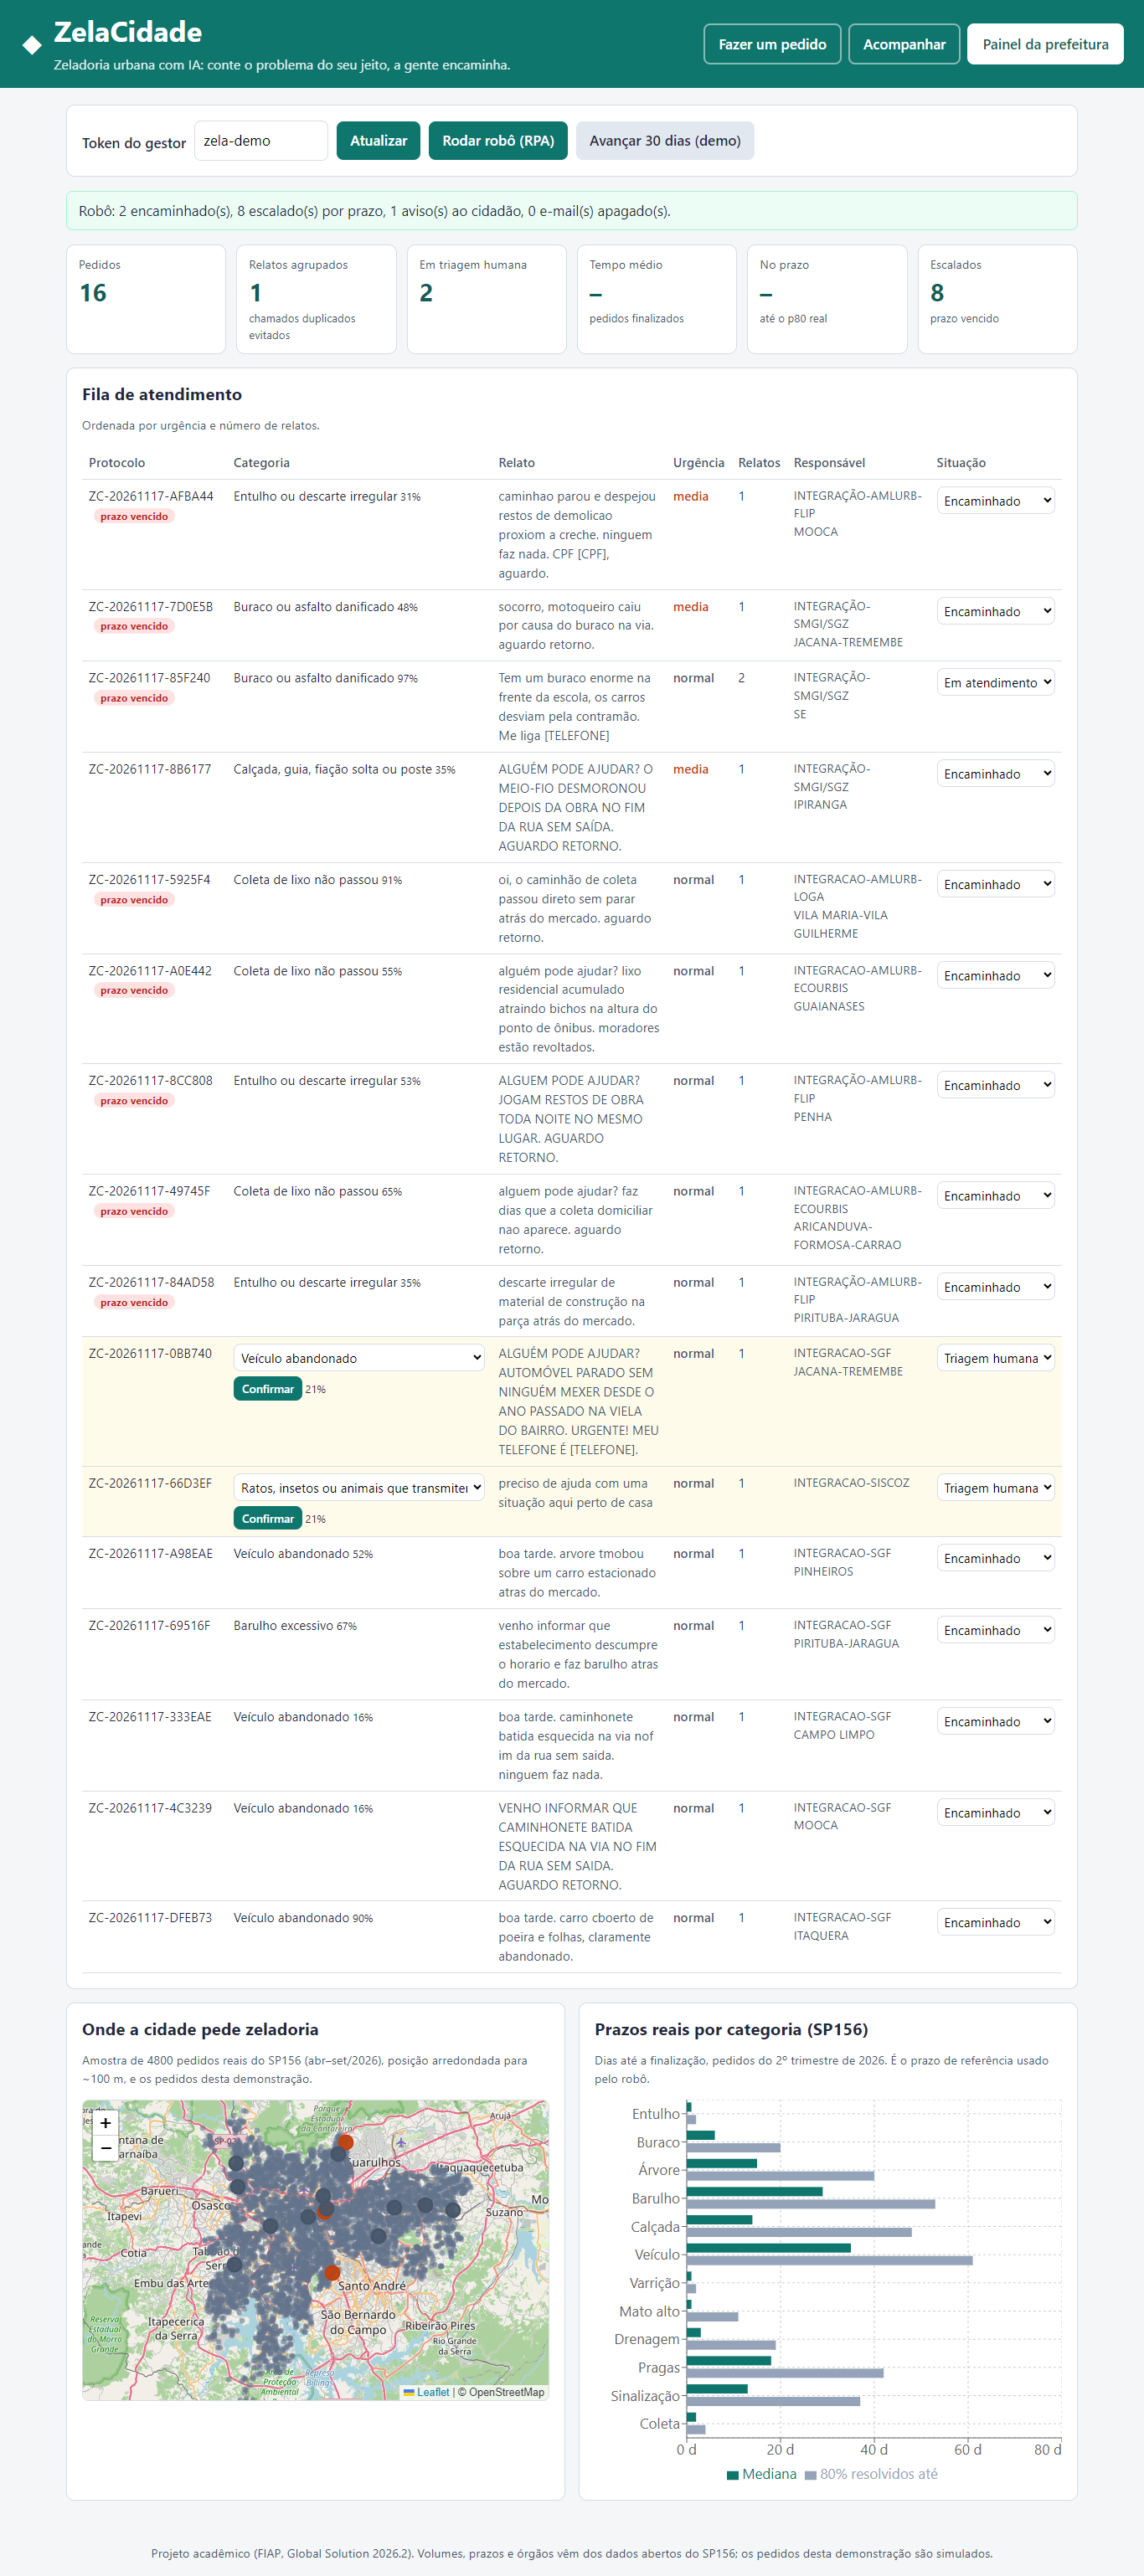 ZelaCidade
Zeladoria urbana com IA: conte o problema do seu jeito, a gente encaminha.
Fazer um pedido
Acompanhar
Painel da prefeitura
Token do gestor
zela-demo
Atualizar
Rodar robô (RPA)
Avançar 30 dias (demo)
Robô: 2 encaminhado(s), 8 escalado(s) por prazo, 1 aviso(s) ao cidadão, 0 e-mail(s) apagado(s).
Pedidos
16
Relatos agrupados
1
chamados duplicados
evitados
Em triagem humana
2
Tempo médio
–
pedidos finalizados
No prazo
–
até o p80 real
Escalados
8
prazo vencido
Fila de atendimento
Ordenada por urgência e número de relatos.
Protocolo Categoria Relato Urgência Relatos Responsável Situação
ZC-20261117-AFBA44
prazo vencido
Entulho ou descarte irregular 31%
caminhao parou e despejou
restos de demolicao
proxiom a creche. ninguem
faz nada. CPF [CPF],
aguardo.
media
1
INTEGRAÇÃO-AMLURB-
FLIP
MOOCA
Encaminhado
ZC-20261117-7D0E5B
prazo vencido
Buraco ou asfalto danificado 48%
socorro, motoqueiro caiu
por causa do buraco na via.
aguardo retorno.
media
1
INTEGRAÇÃO-
SMGI/SGZ
JACANA-TREMEMBE
Encaminhado
ZC-20261117-85F240
prazo vencido
Buraco ou asfalto danificado 97%
Tem um buraco enorme na
frente da escola, os carros
desviam pela contramão.
Me liga [TELEFONE]
normal
2
INTEGRAÇÃO-
SMGI/SGZ
SE
Em atendimento
ZC-20261117-8B6177
Calçada, guia, fiação solta ou poste 35%
ALGUÉM PODE AJUDAR? O
MEIO-FIO DESMORONOU
DEPOIS DA OBRA NO FIM
DA RUA SEM SAÍDA.
AGUARDO RETORNO.
media
1
INTEGRAÇÃO-
SMGI/SGZ
IPIRANGA
Encaminhado
ZC-20261117-5925F4
prazo vencido
Coleta de lixo não passou 91%
oi, o caminhão de coleta
passou direto sem parar
atrás do mercado. aguardo
retorno.
normal
1
INTEGRACAO-AMLURB-
LOGA
VILA MARIA-VILA
GUILHERME
Encaminhado
ZC-20261117-A0E442
prazo vencido
Coleta de lixo não passou 55%
alguém pode ajudar? lixo
residencial acumulado
atraindo bichos na altura do
ponto de ônibus. moradores
estão revoltados.
normal
1
INTEGRACAO-AMLURB-
ECOURBIS
GUAIANASES
Encaminhado
ZC-20261117-8CC808
prazo vencido
Entulho ou descarte irregular 53%
ALGUEM PODE AJUDAR?
JOGAM RESTOS DE OBRA
TODA NOITE NO MESMO
LUGAR. AGUARDO
RETORNO.
normal
1
INTEGRAÇÃO-AMLURB-
FLIP
PENHA
Encaminhado
ZC-20261117-49745F
prazo vencido
Coleta de lixo não passou 65%
alguem pode ajudar? faz
dias que a coleta domiciliar
nao aparece. aguardo
retorno.
normal
1
INTEGRACAO-AMLURB-
ECOURBIS
ARICANDUVA-
FORMOSA-CARRAO
Encaminhado
ZC-20261117-84AD58
prazo vencido
Entulho ou descarte irregular 35%
descarte irregular de
material de construção na
parça atrás do mercado.
normal
1
INTEGRAÇÃO-AMLURB-
FLIP
PIRITUBA-JARAGUA
Encaminhado
ZC-20261117-0BB740
Veículo abandonado
Confirmar 21%
ALGUÉM PODE AJUDAR?
AUTOMÓVEL PARADO SEM
NINGUÉM MEXER DESDE O
ANO PASSADO NA VIELA
DO BAIRRO. URGENTE! MEU
TELEFONE É [TELEFONE].
normal
1
INTEGRACAO-SGF
JACANA-TREMEMBE
Triagem humana
ZC-20261117-66D3EF
Ratos, insetos ou animais que transmiter
Confirmar 21%
preciso de ajuda com uma
situação aqui perto de casa
normal
1
INTEGRACAO-SISCOZ
Triagem humana
ZC-20261117-A98EAE
Veículo abandonado 52%
boa tarde. arvore tmobou
sobre um carro estacionado
atras do mercado.
normal
1
INTEGRACAO-SGF
PINHEIROS
Encaminhado
ZC-20261117-69516F
Barulho excessivo 67%
venho informar que
estabelecimento descumpre
o horario e faz barulho atras
do mercado.
normal
1
INTEGRACAO-SGF
PIRITUBA-JARAGUA
Encaminhado
ZC-20261117-333EAE
Veículo abandonado 16%
boa tarde. caminhonete
batida esquecida na via nof
im da rua sem saida.
ninguem faz nada.
normal
1
INTEGRACAO-SGF
CAMPO LIMPO
Encaminhado
ZC-20261117-4C3239
Veículo abandonado 16%
VENHO INFORMAR QUE
CAMINHONETE BATIDA
ESQUECIDA NA VIA NO FIM
DA RUA SEM SAIDA.
AGUARDO RETORNO.
normal
1
INTEGRACAO-SGF
MOOCA
Encaminhado
ZC-20261117-DFEB73
Veículo abandonado 90%
boa tarde. carro cboerto de
poeira e folhas, claramente
abandonado.
normal
1
INTEGRACAO-SGF
ITAQUERA
Encaminhado
Onde a cidade pede zeladoria
Amostra de 4800 pedidos reais do SP156 (abr–set/2026), posição arredondada para
~100 m, e os pedidos desta demonstração.
+
−
Parque
Estadual
Arujá
ntana de
arnaíba
SP-02
uarulhos
Barueri
aquaquecetuba
Osasco
Mo
Itapevi
Suzano
Cotia
Embu das Arte
Santo André
São Bernardo
do Campo
Itapecerica
da Serra
Ribeirão Pires
Rio Grande
da Serra
Reserva
Estadual
do Morro
Grande
Proteção
Ambiental
Represa
Billings
Leaflet | © OpenStreetMap
Prazos reais por categoria (SP156)
Dias até a finalização, pedidos do 2º trimestre de 2026. É o prazo de referência usado
pelo robô.
Entulho
Buraco
Árvore
Barulho
Calçada
Veículo
Varrição
Mato alto
Drenagem
Pragas
Sinalização
Coleta
0 d 20 d 40 d 60 d 80 d
Mediana 80% resolvidos até
Projeto acadêmico (FIAP, Global Solution 2026.2). Volumes, prazos e órgãos vêm dos dados abertos do SP156; os pedidos desta demonstração são simulados.